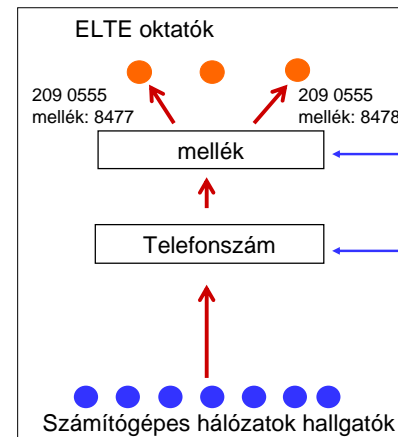 ELTE oktatók
209 0555
mellék: 8477
209 0555
mellék: 8478
mellék
Telefonszám
Számítógépes hálózatok hallgatók